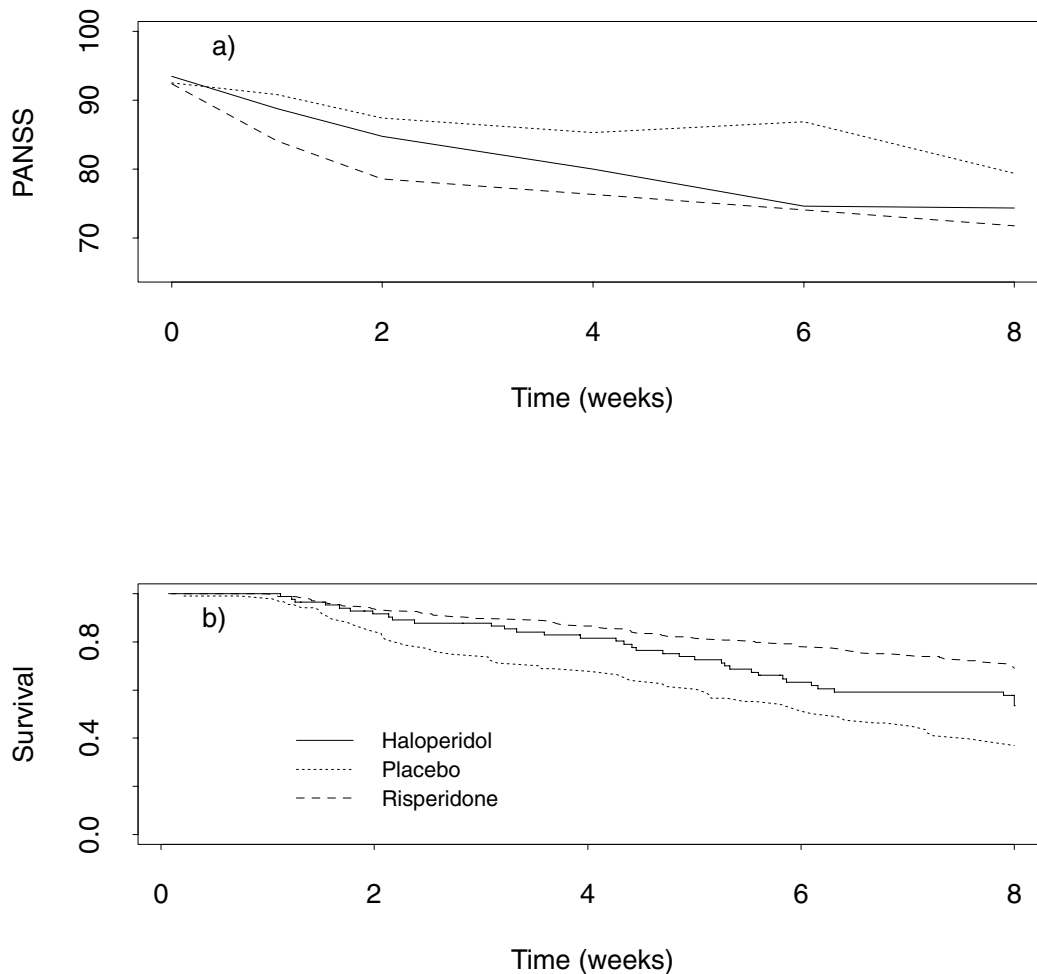 a)
PANSS
100
90
80
70
0 2 4 6 8
Time (weeks)
b)
Survival
0.8
0.4
0.0
Haloperidol
Placebo
Risperidone
0 2 4 6 8
Time (weeks)